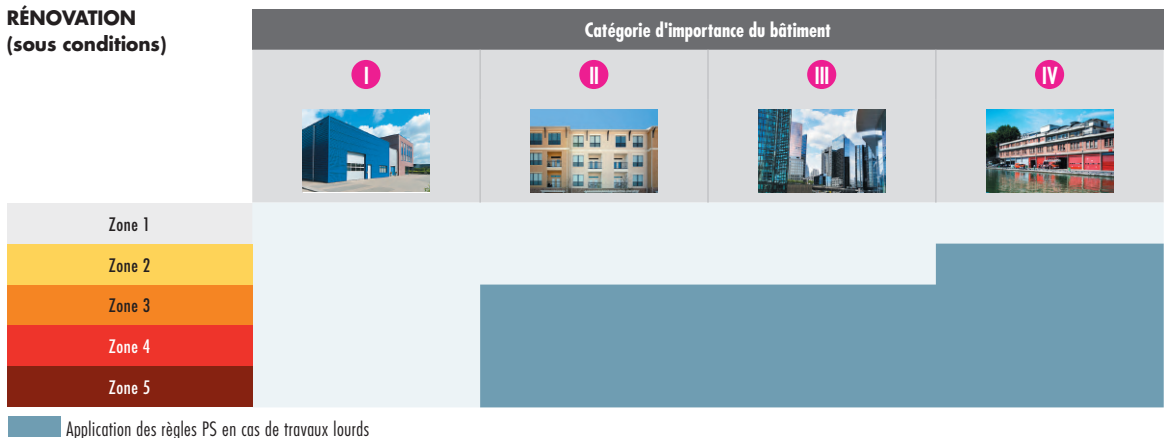 RÉNOVATION
(sous conditions)
Catégorie d'importance du bâtiment
I
II
III
IV
Zone 1
Zone 2
Zone 3
Zone 4
Zone 5
Application des règles PS en cas de travaux lourds